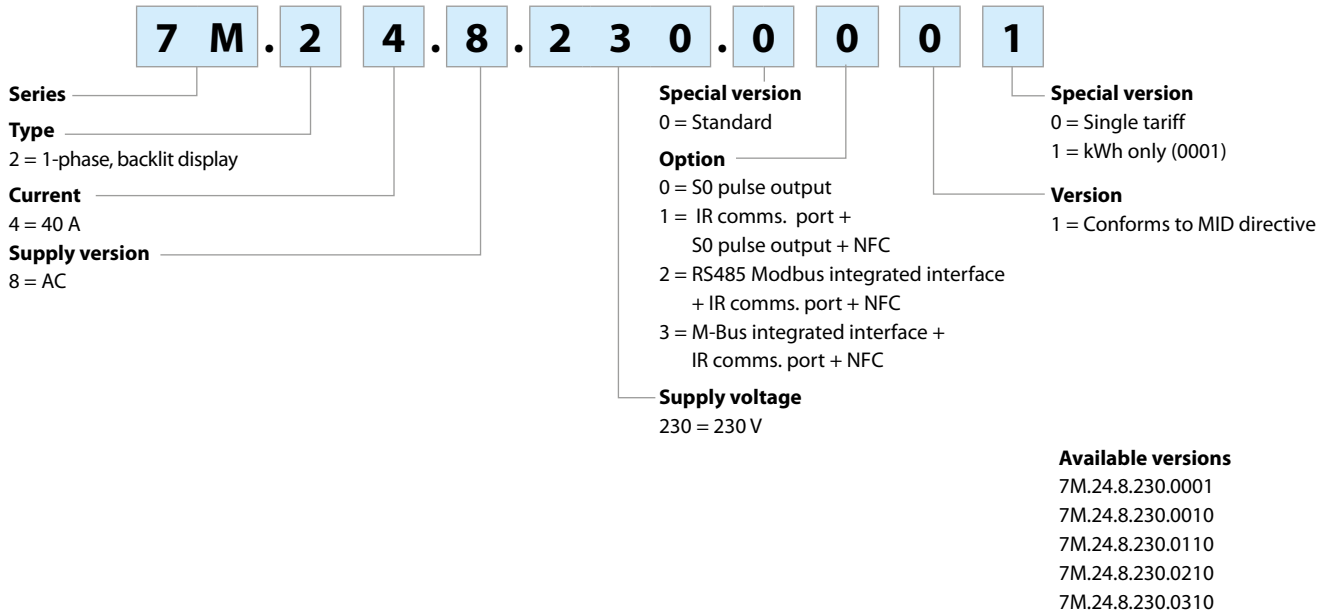 7 M . 2 4 . 8 . 2 3 0 . 0 0 0 1
Series
Type
2 = 1-phase, backlit display
Current
4 = 40 A
Supply version
8 = AC
Special version
0 = Standard
Option
0 = S0 pulse output
1 = IR comms. port +
S0 pulse output + NFC
2 = RS485 Modbus integrated interface
+ IR comms. port + NFC
3 = M-Bus integrated interface +
IR comms. port + NFC
Supply voltage
230 = 230 V
Special version
0 = Single tariff
1 = kWh only (0001)
Version
1 = Conforms to MID directive
Available versions
7M.24.8.230.0001
7M.24.8.230.0010
7M.24.8.230.0110
7M.24.8.230.0210
7M.24.8.230.0310